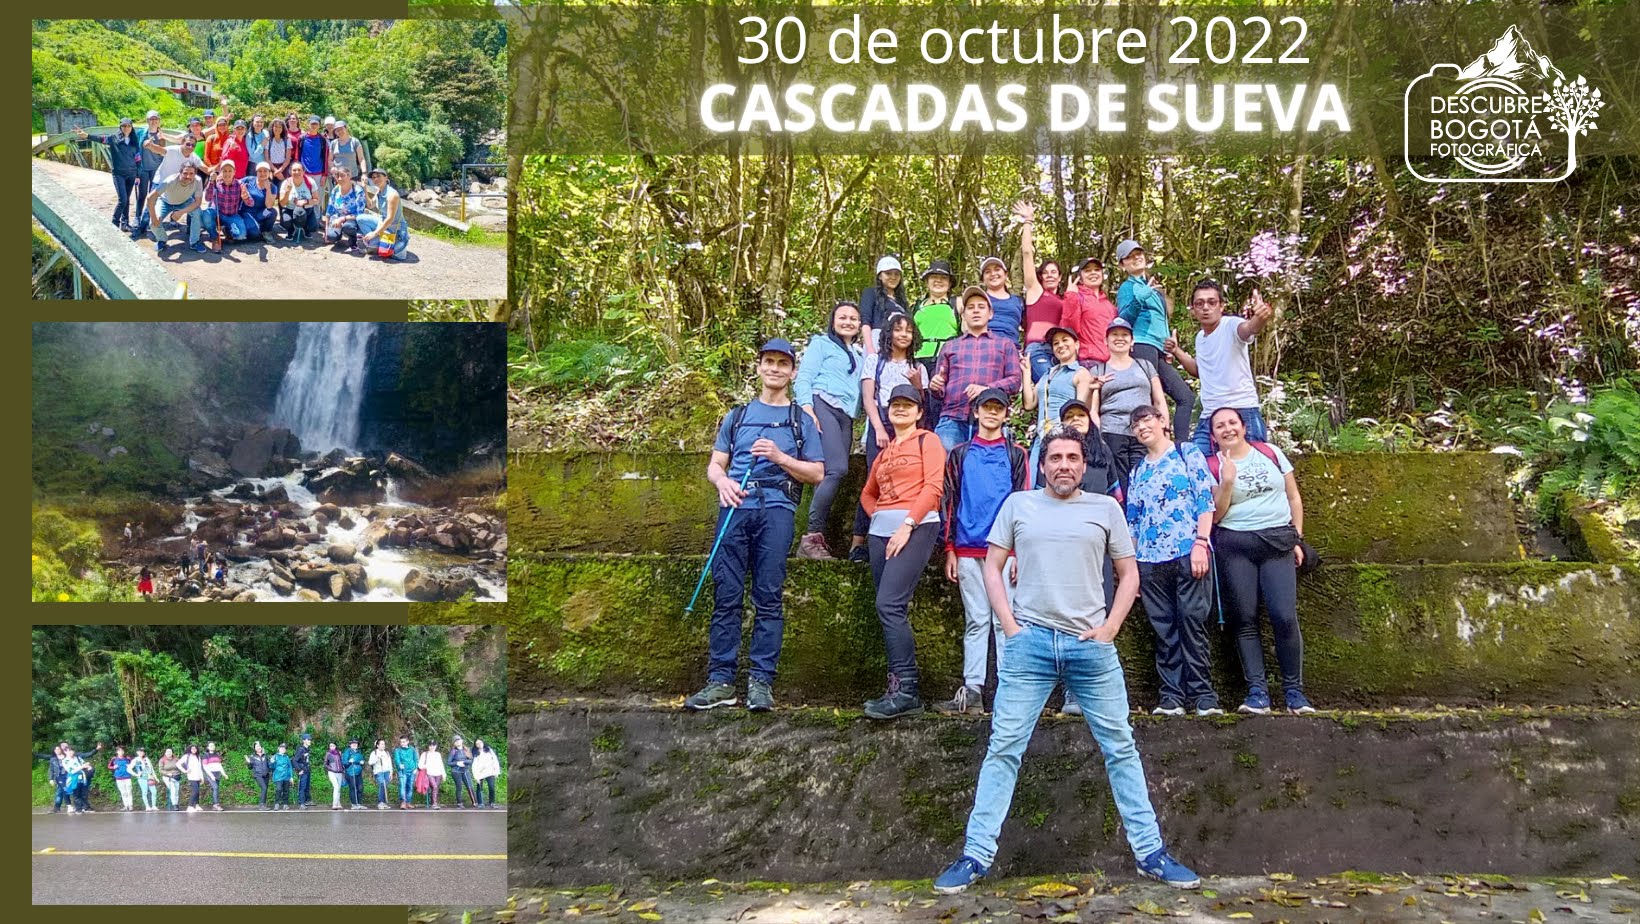 30 de octubre 2022
CASCADAS DE SUEVA
DESCUBRE
BOGOTÁ
FOTOGRÁFICA